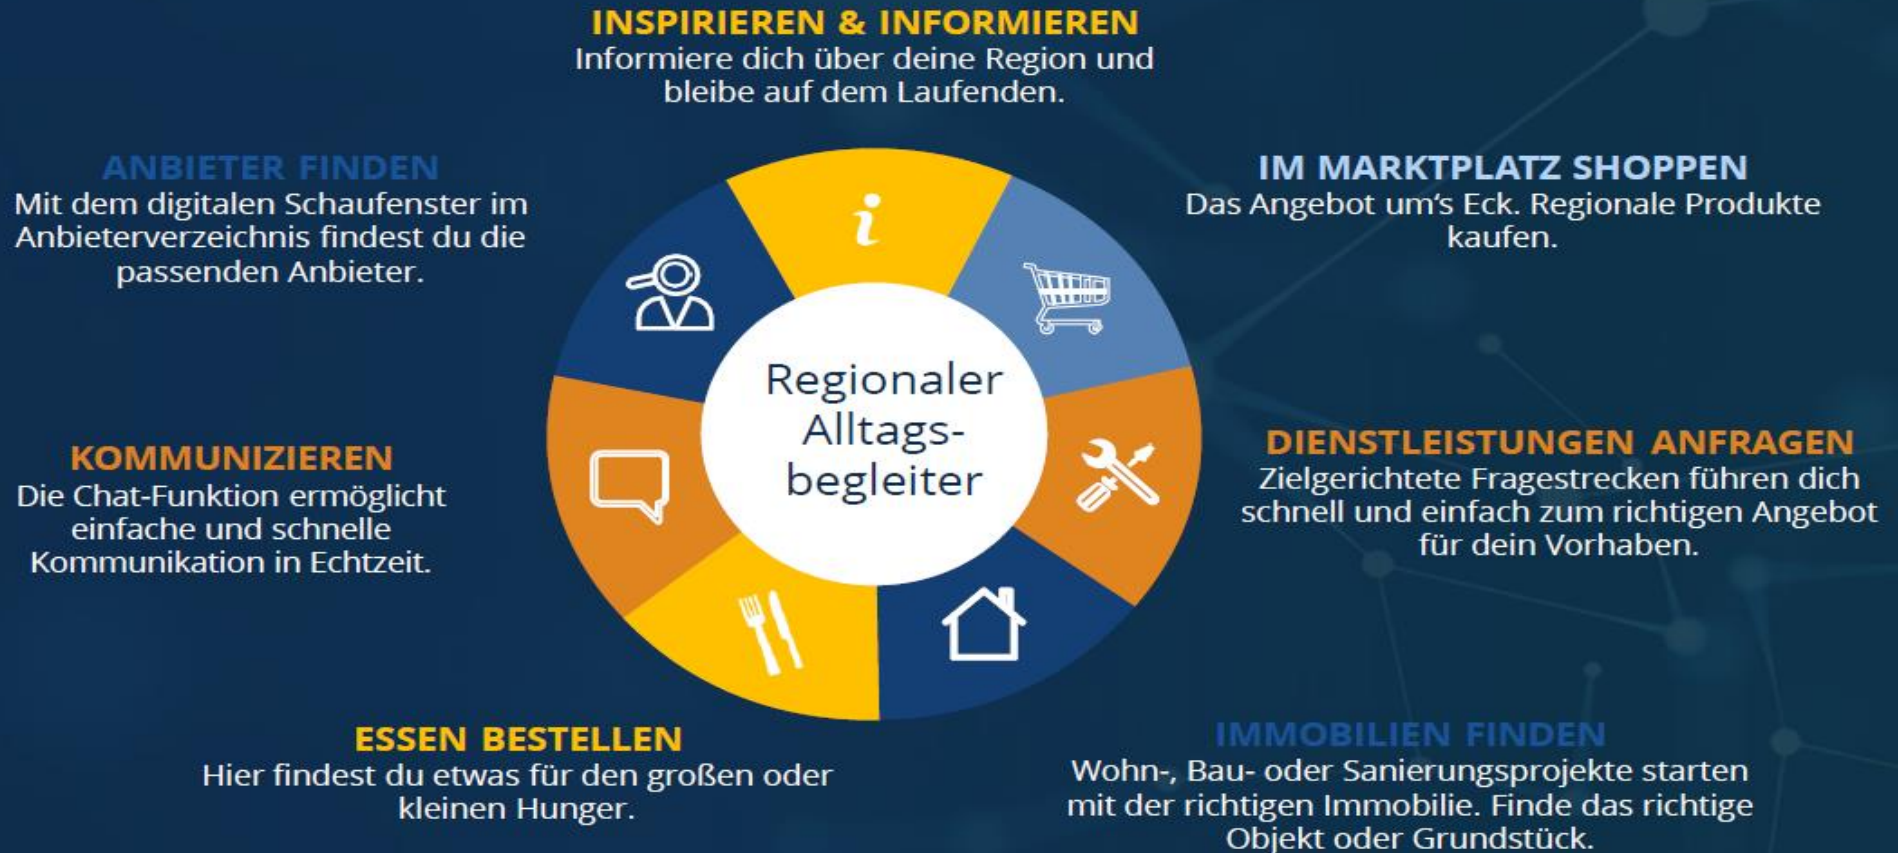 INSPIRIEREN & INFORMIEREN
Informiere dich über deine Region und
bleibe auf dem Laufenden.
ANBIETER FINDEN
Mit dem digitalen Schaufenster im
Anbieterverzeichnis findest du die
passenden Anbieter.
IM MARKTPLATZ SHOPPEN
Das Angebot um's Eck. Regionale Produkte
kaufen.
i
Regionaler
Alltags-
begleiter
KOMMUNIZIEREN
Die Chat-Funktion ermöglicht
einfache und schnelle
Kommunikation in Echtzeit.
DIENSTLEISTUNGEN ANFRAGEN
Zielgerichtete Fragestrecken führen dich
schnell und einfach zum richtigen Angebot
für dein Vorhaben.
ESSEN BESTELLEN
Hier findest du etwas für den großen oder
kleinen Hunger.
IMMOBILIEN FINDEN
Wohn-, Bau- oder Sanierungsprojekte starten
mit der richtigen Immobilie. Finde das richtige
Objekt oder Grundstück.